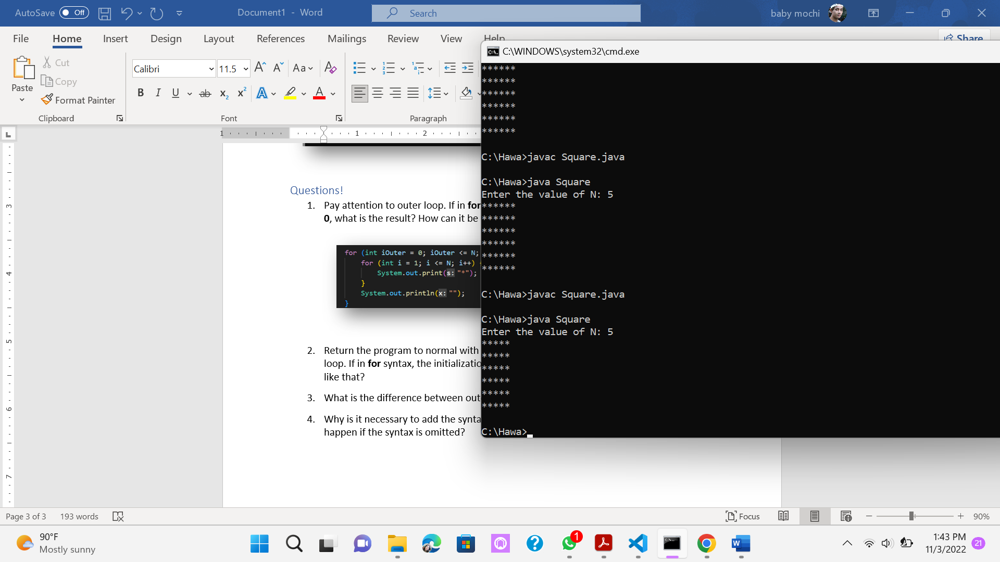 AutoSave Off Document1 - Word Search baby mochi
File Home Insert Design Layout References Mailings Review View Help Share
Cut
Copy
Paste
Format Painter
Clipboard
Calibri 11.5
Font
Paragraph
Questions!
1. Pay attention to outer loop. If in for
0, what is the result? How can it be
for (int iOuter = 0; iOuter <= N;
for (int i = 1; i <= N; i++)
System.out.print(s: "*");
}
System.out.println(x: "");
}
2. Return the program to normal with
loop. If in for syntax, the initializatio
like that?
3. What is the difference between out
4. Why is it necessary to add the synta
happen if the syntax is omitted?
C:\WINDOWS\system32\cmd.exe
******
******
******
******
******
******
C:\Hawa>javac Square.java
C:\Hawa>java Square
Enter the value of N: 5
******
******
******
******
******
******
C:\Hawa>javac Square.java
C:\Hawa>java Square
Enter the value of N: 5
*****
*****
*****
*****
*****
*****
C:\Hawa>
Page 3 of 3 193 words Focus 90%
90°F
Mostly sunny
1
1:43 PM
11/3/2022
21